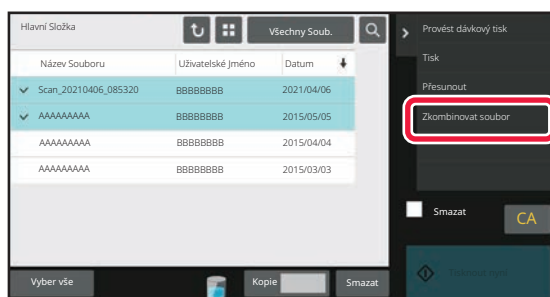 Hlavní Složka
Všechny Soub.
Název Souboru Uživatelské Jméno Datum
Scan_20210406_085320 BBBBBBBB 2021/04/06
AAAAAAAAA BBBBBBBB 2015/05/05
AAAAAAAAA BBBBBBBB 2015/04/04
AAAAAAAAA BBBBBBBB 2015/03/03
Vyber vše
Kopie
Smazat
Provést dávkový tisk
Tisk
Přesunout
Zkombinovat soubor
Smazat
CA